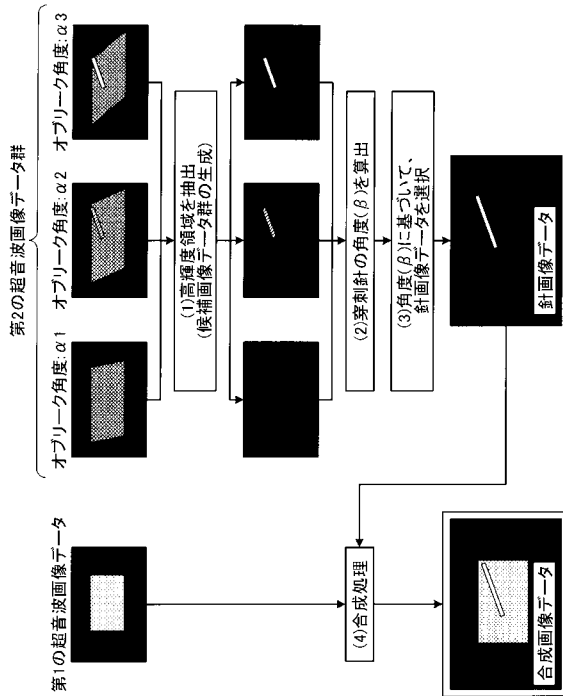 第1の超音波画像データ
第2の超音波画像データ群
オブリーク角度:α1
オブリーク角度:α2
オブリーク角度:α3
(1)高輝度領域を抽出
(候補画像データ群の生成)
(2)穿刺針の角度(β)を算出
(3)角度(β)に基づいて、
針画像データを選択
針画像データ
(4)合成処理
合成画像データ